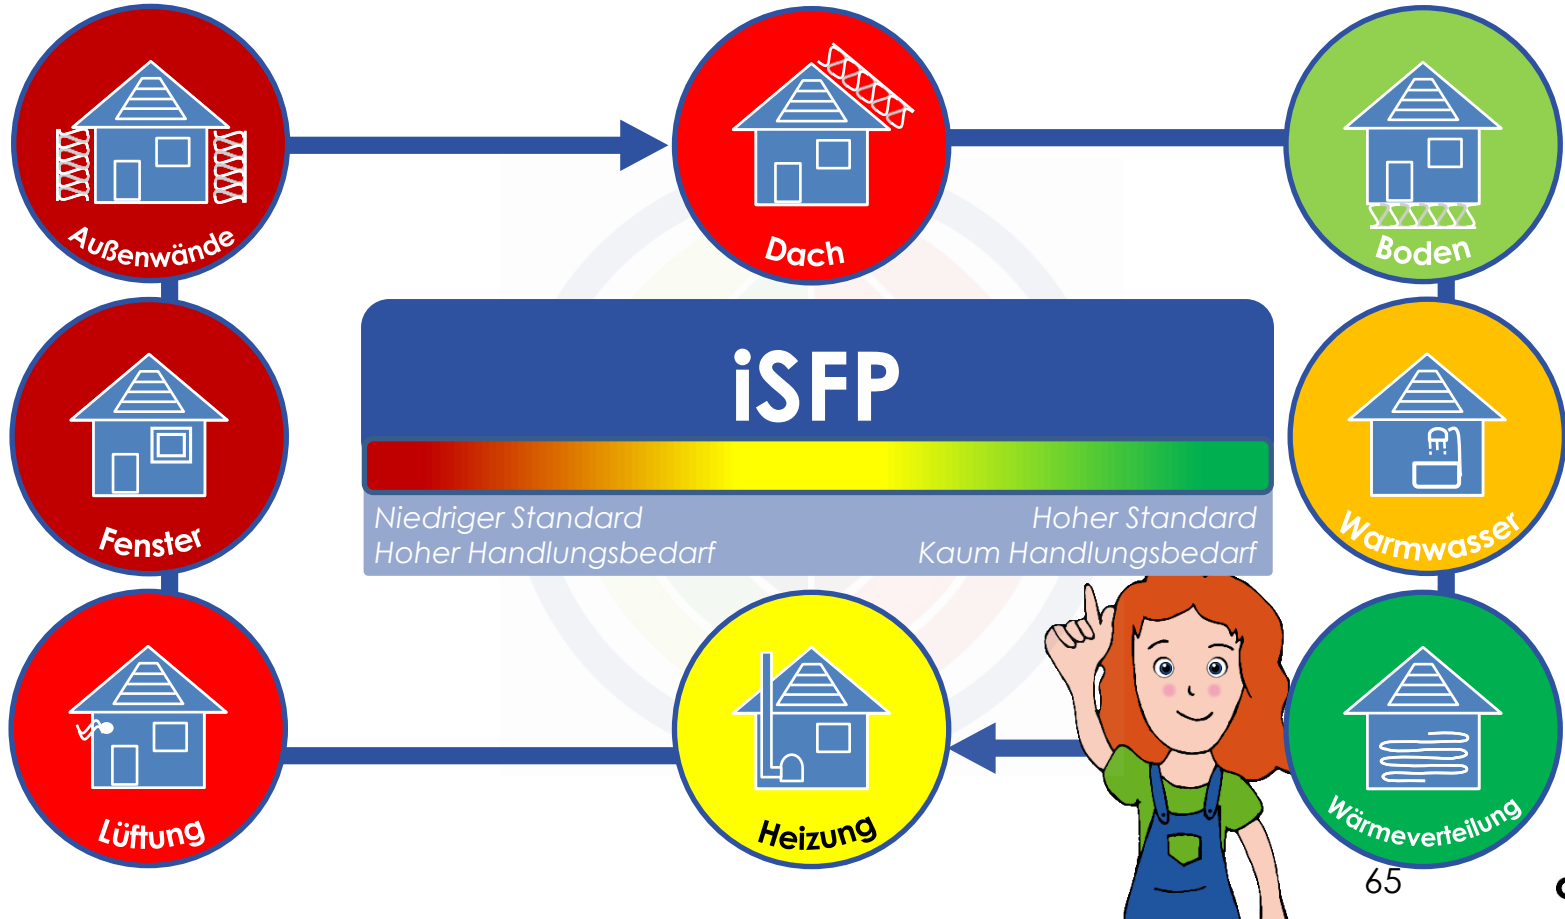 Außenwände
Dach
Boden
iSFP
Niedriger Standard
Hoher Handlungsbedarf
Hoher Standard
Kaum Handlungsbedarf
Fenster
Warmwasser
Lüftung
Heizung
Wärmeverteilung
65